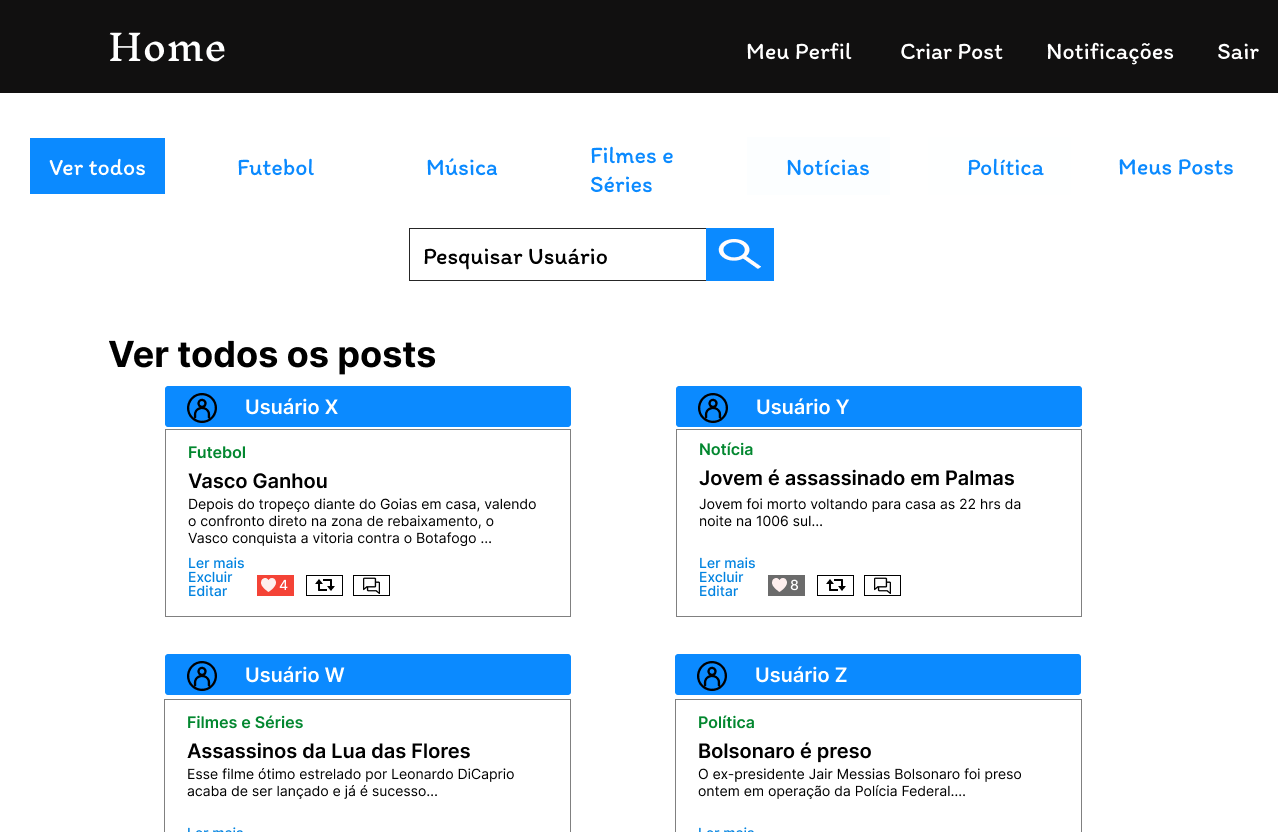 Home
Meu Perfil
Criar Post
Notificações
Sair
Ver todos
Futebol
Música
Filmes e
Séries
Notícias
Política
Meus Posts
Pesquisar Usuário
Ver todos os posts
Usuário X
Futebol
Vasco Ganhou
Depois do tropeço diante do Goias em casa, valendo
o confronto direto na zona de rebaixamento, o
Vasco conquista a vitoria contra o Botafogo ...
Ler mais
Excluir
Editar
4
Usuário Y
Notícia
Jovem é assassinado em Palmas
Jovem foi morto voltando para casa as 22 hrs da
noite na 1006 sul...
Ler mais
Excluir
Editar
8
Usuário W
Filmes e Séries
Assassinos da Lua das Flores
Esse filme ótimo estrelado por Leonardo DiCaprio
acaba de ser lançado e já é sucesso...
Ler mais
Usuário Z
Política
Bolsonaro é preso
O ex-presidente Jair Messias Bolsonaro foi preso
ontem em operação da Polícia Federal....
Ler mais